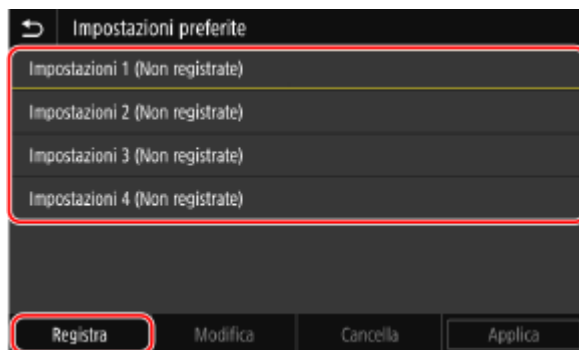 Impostazioni preferite
Impostazioni 1 (Non registrate)
Impostazioni 2 (Non registrate)
Impostazioni 3 (Non registrate)
Impostazioni 4 (Non registrate)
Registra Modifica Cancella Applica